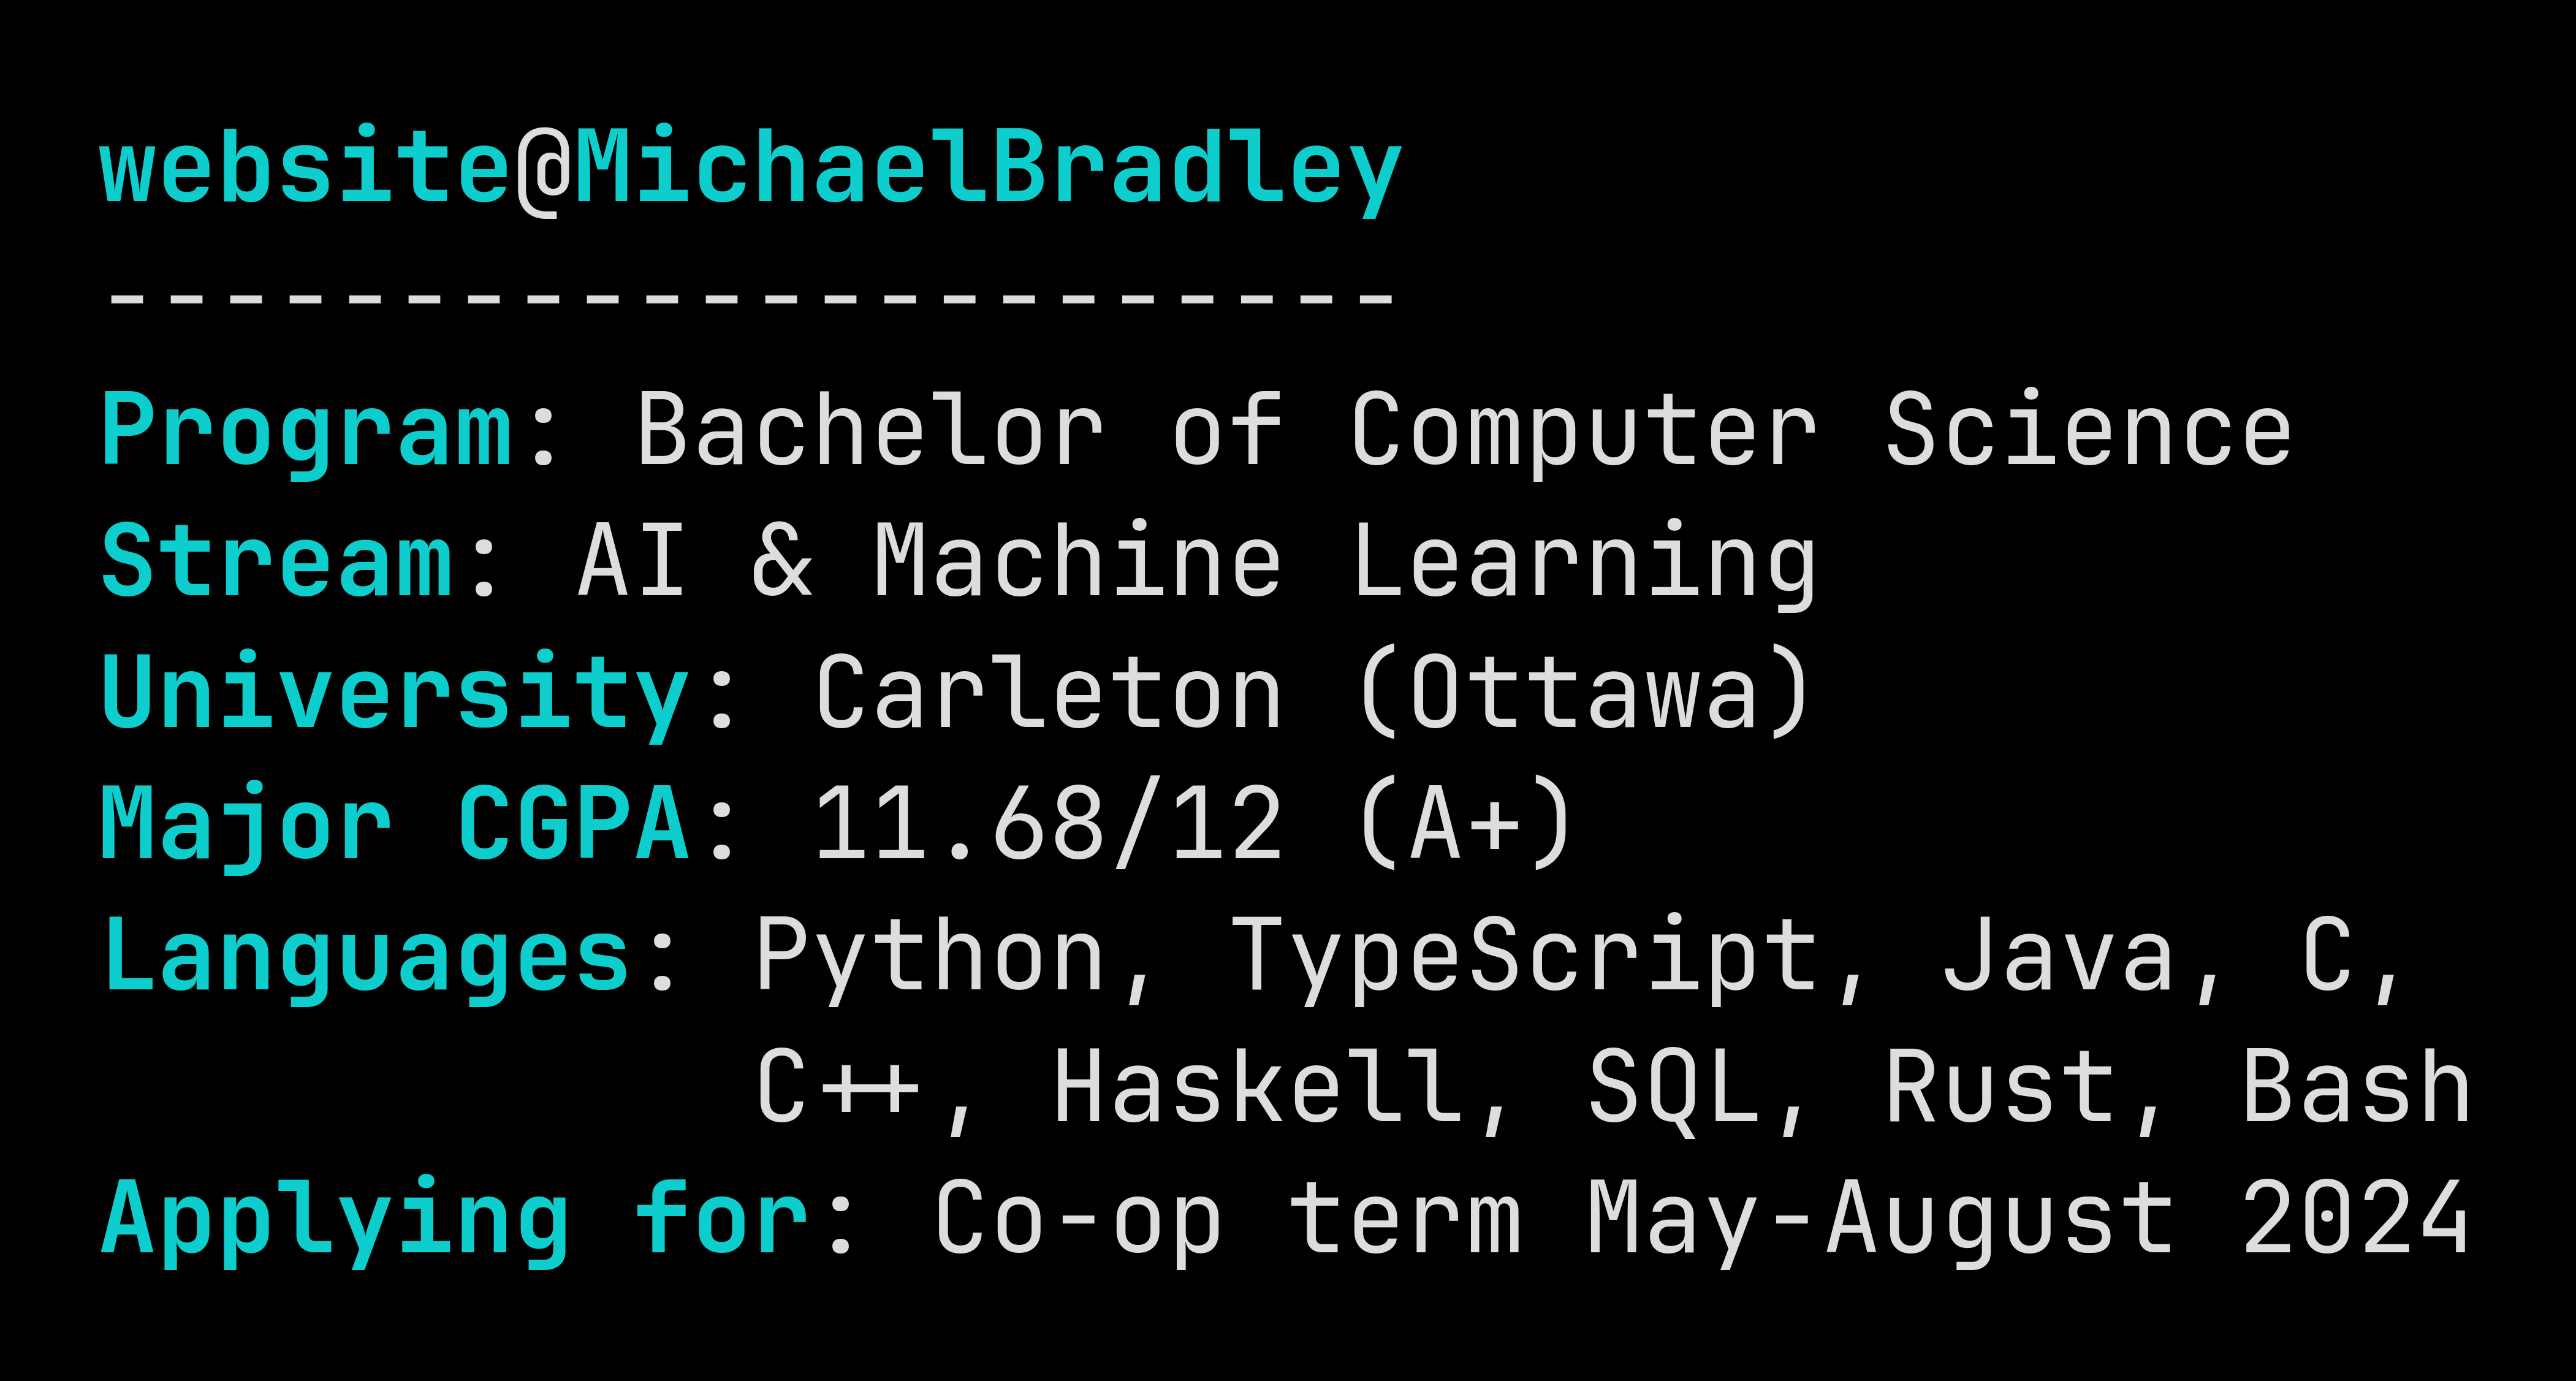 website@MichaelBradley
----------------------
Program: Bachelor of Computer Science
Stream: AI & Machine Learning
University: Carleton (Ottawa)
Major CGPA: 11.68/12 (A+)
Languages: Python, TypeScript, Java, C,
C++, Haskell, SQL, Rust, Bash
Applying for: Co-op term May-August 2024